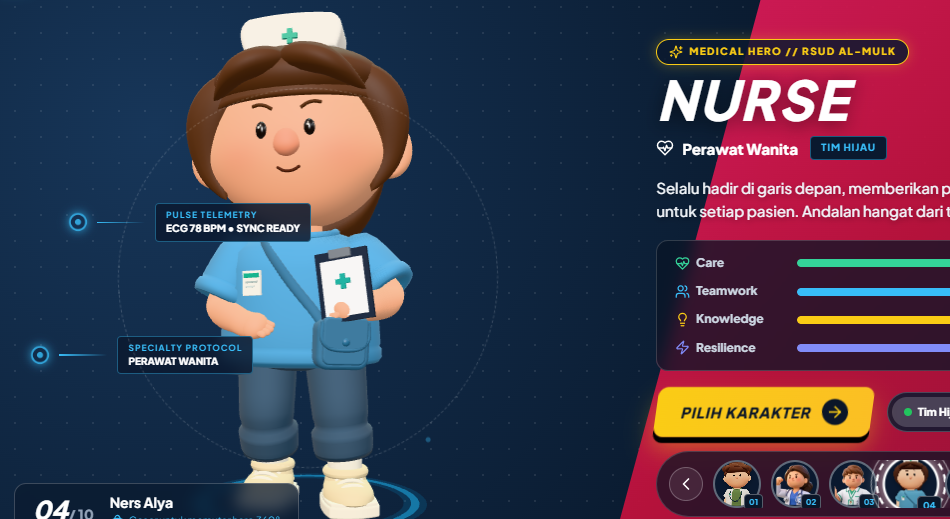 MEDICAL HERO // RSUD AL-MULK
NURSE
Perawat Wanita
TIM HIJAU
Selalu hadir di garis depan, memberikan
untuk setiap pasien. Andalan hangat dari
PULSE TELEMETRY
ECG 78 BPM ● SYNC READY
Care
Teamwork
Knowledge
Resilience
SPECIALTY PROTOCOL
PERAWAT WANITA
PILIH KARAKTER
Tim
01
02
03
04
04/10
Ners Alya